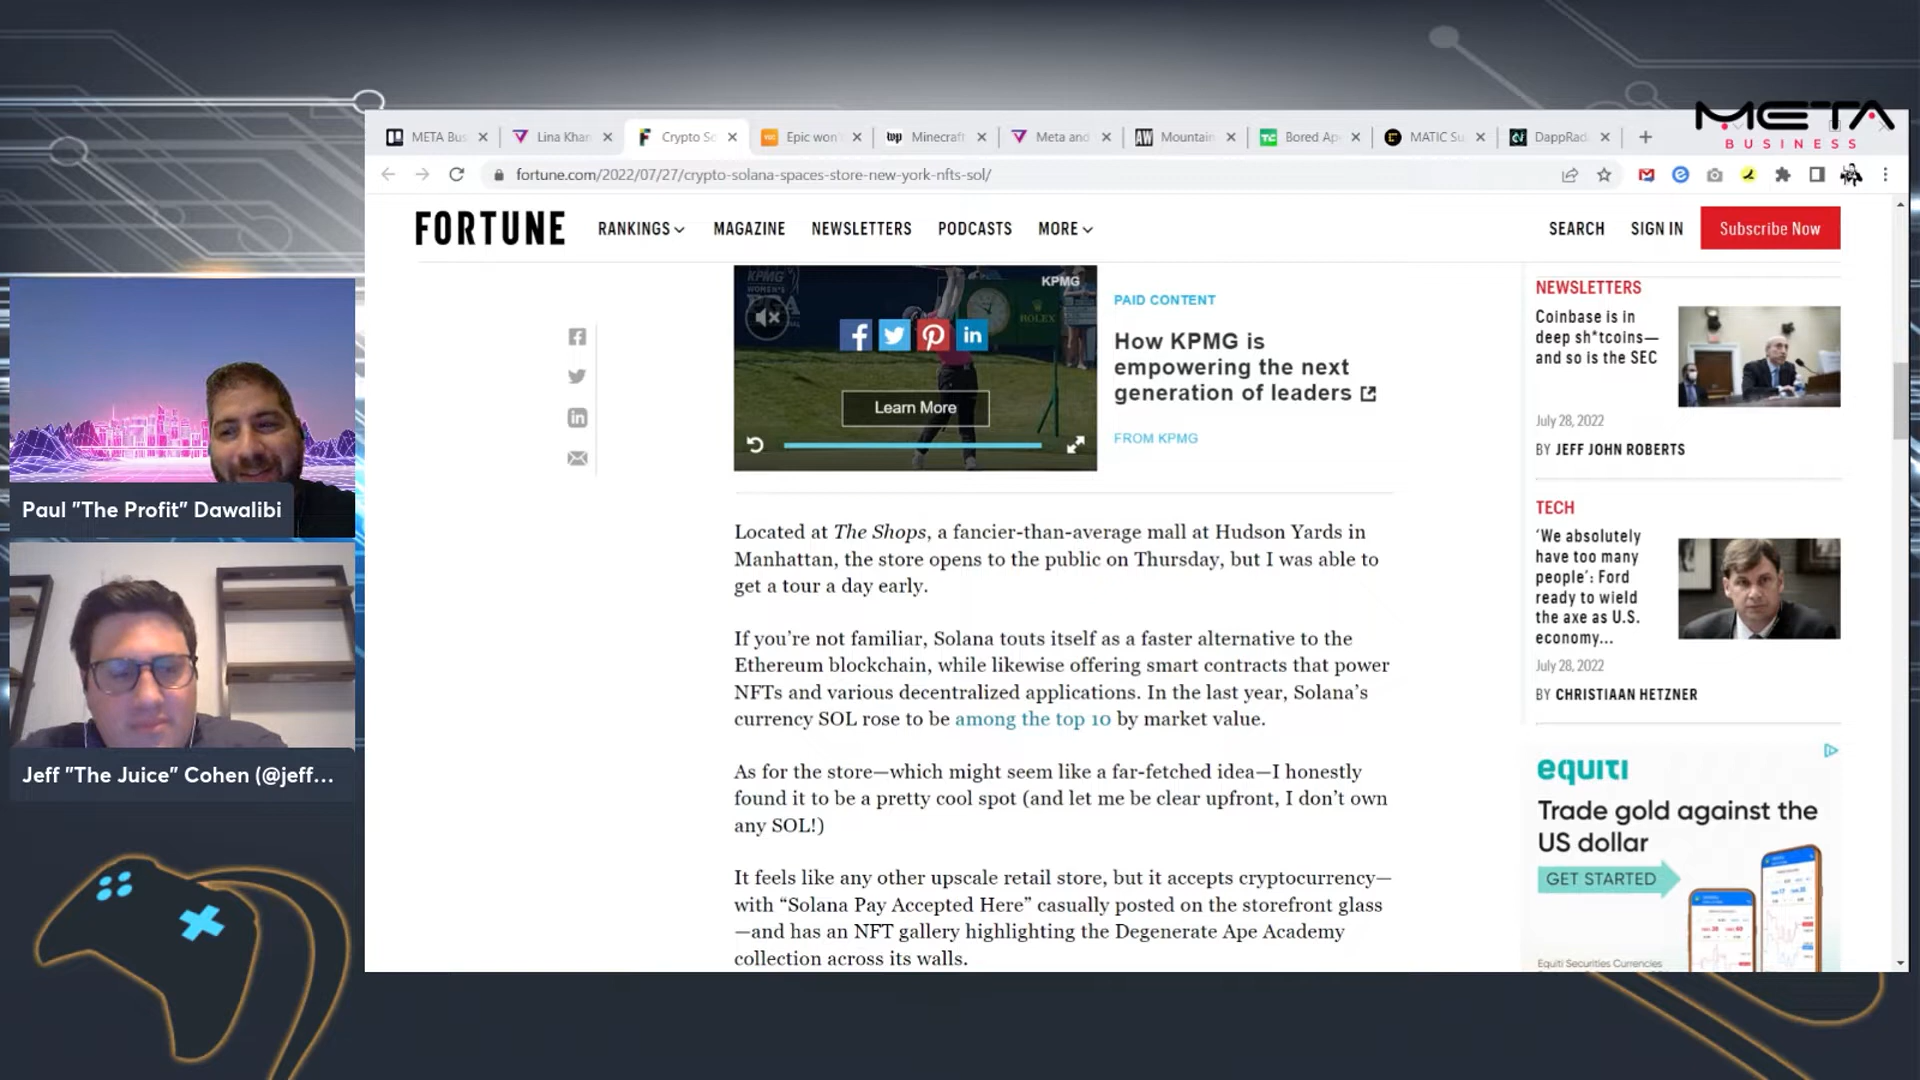 META
BUSINESS
META Bus
Lina Khan
Crypto So
Epic won'
Minecraft
Meta and
Mountain
Bored Ap
MATIC Su
DappRad
fortune.com/2022/07/27/crypto-solana-spaces-store-new-york-nfts-sol/
FORTUNE
RANKINGS
MAGAZINE
NEWSLETTERS
PODCASTS
MORE
SEARCH
SIGN IN
Subscribe Now
KPMG
WOMEN'S
PGA
KPMG
ROLEX
Learn More
PAID CONTENT
How KPMG is
empowering the next
generation of leaders
FROM KPMG
Located at The Shops, a fancier-than-average mall at Hudson Yards in
Manhattan, the store opens to the public on Thursday, but I was able to
get a tour a day early.
If you’re not familiar, Solana touts itself as a faster alternative to the
Ethereum blockchain, while likewise offering smart contracts that power
NFTs and various decentralized applications. In the last year, Solana’s
currency SOL rose to be among the top 10 by market value.
As for the store—which might seem like a far-fetched idea—I honestly
found it to be a pretty cool spot (and let me be clear upfront, I don’t own
any SOL!)
It feels like any other upscale retail store, but it accepts cryptocurrency—
with “Solana Pay Accepted Here” casually posted on the storefront glass
—and has an NFT gallery highlighting the Degenerate Ape Academy
collection across its walls.
NEWSLETTERS
Coinbase is in
deep sh*tcoins—
and so is the SEC
July 28, 2022
BY JEFF JOHN ROBERTS
TECH
‘We absolutely
have too many
people’: Ford
ready to wield
the axe as U.S.
economy...
July 28, 2022
BY CHRISTIAAN HETZNER
equiti
Trade gold against the
US dollar
GET STARTED
Equiti Securities Currencies
Paul "The Profit" Dawalibi
Jeff "The Juice" Cohen (@jeff...